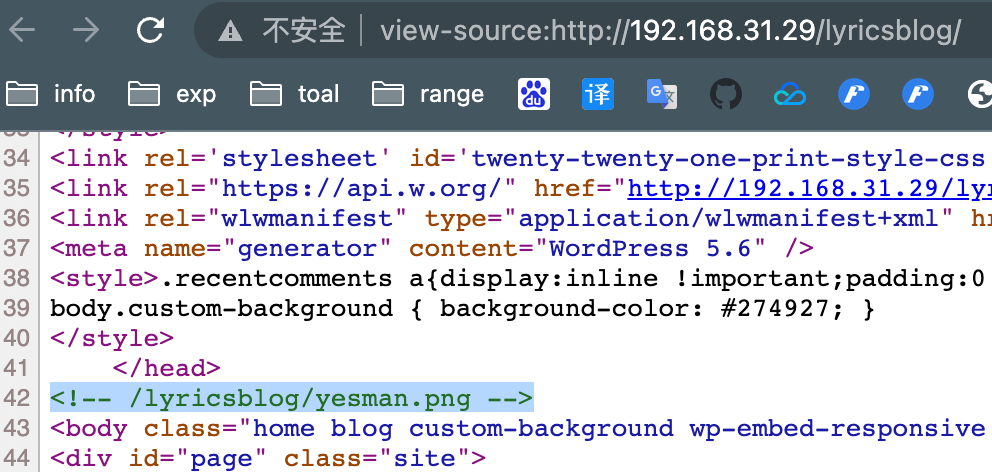 不安全 view-source:http://192.168.31.29/lyricsblog/
info exp toal range du 译 G 文 F F
34 <link rel='stylesheet' id='twenty-twenty-one-print-style-css
35 <link rel="https://api.w.org/" href="http://192.168.31.29/ly
36 <link rel="wlwmanifest" type="application/wlwmanifest+xml" h
37 <meta name="generator" content="WordPress 5.6" />
38 <style>.recentcomments a{display:inline !important;padding:0
39 body.custom-background { background-color: #274927; }
40 </style>
41 </head>
42 <!-- /lyricsblog/yesman.png -->
43 <body class="home blog custom-background wp-embed-responsive
44 <div id="page" class="site">